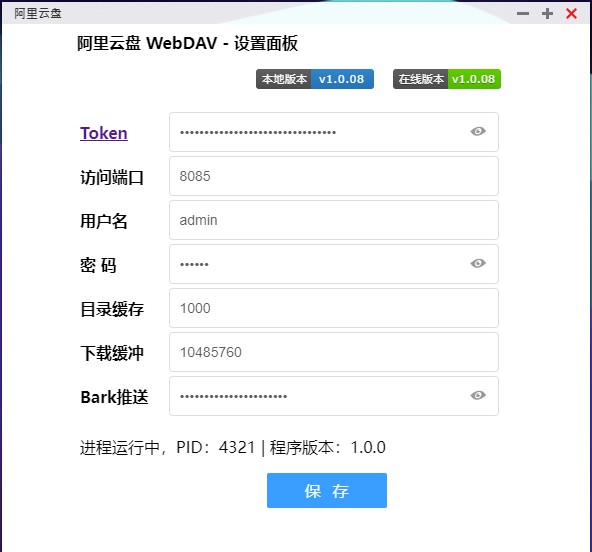 阿里云盘
阿里云盘 WebDAV - 设置面板
本地版本 v1.0.08 在线版本 v1.0.08
Token ••••••••••••••••••••••••••••••••
访问端口 8085
用户名 admin
密 码 ••••••
目录缓存 1000
下载缓冲 10485760
Bark推送 ••••••••••••••••••••••
进程运行中，PID：4321 | 程序版本：1.0.0
保 存